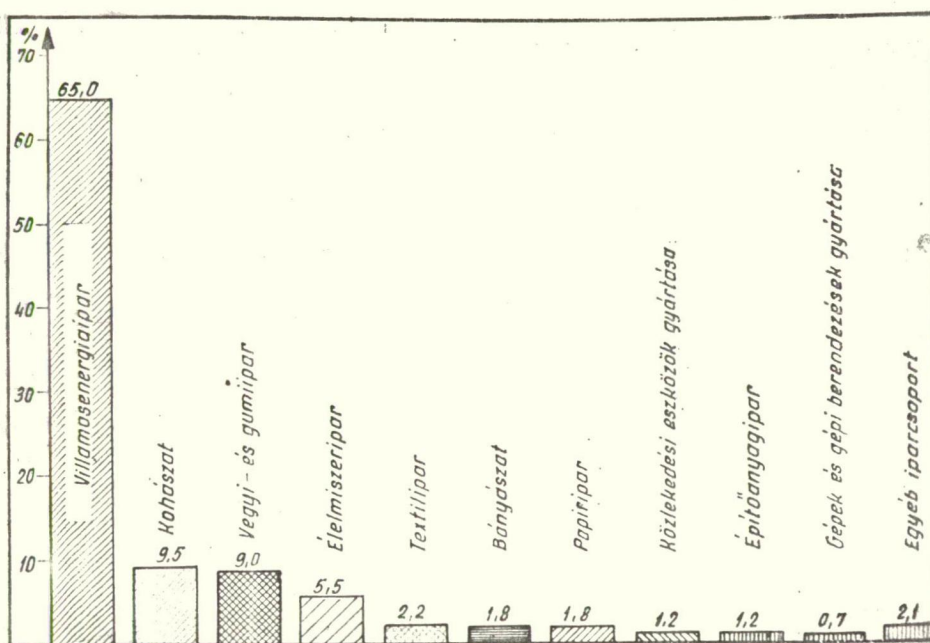 %
70
60
50
40
30
20
10
65,0
Villamosenergiaipar
9,5
Kohászat
9,0
Vegyi- és gumiipar
5,5
Élelmiszeripar
2,2
Textilipar
1,8
Bányászat
1,8
Papiripar
1,2
Közlekedési eszközök gyártása
1,2
Építőanyagipar
0,7
Gépek és gépi berendezések gyártása
2,1
Egyéb iparcsoport